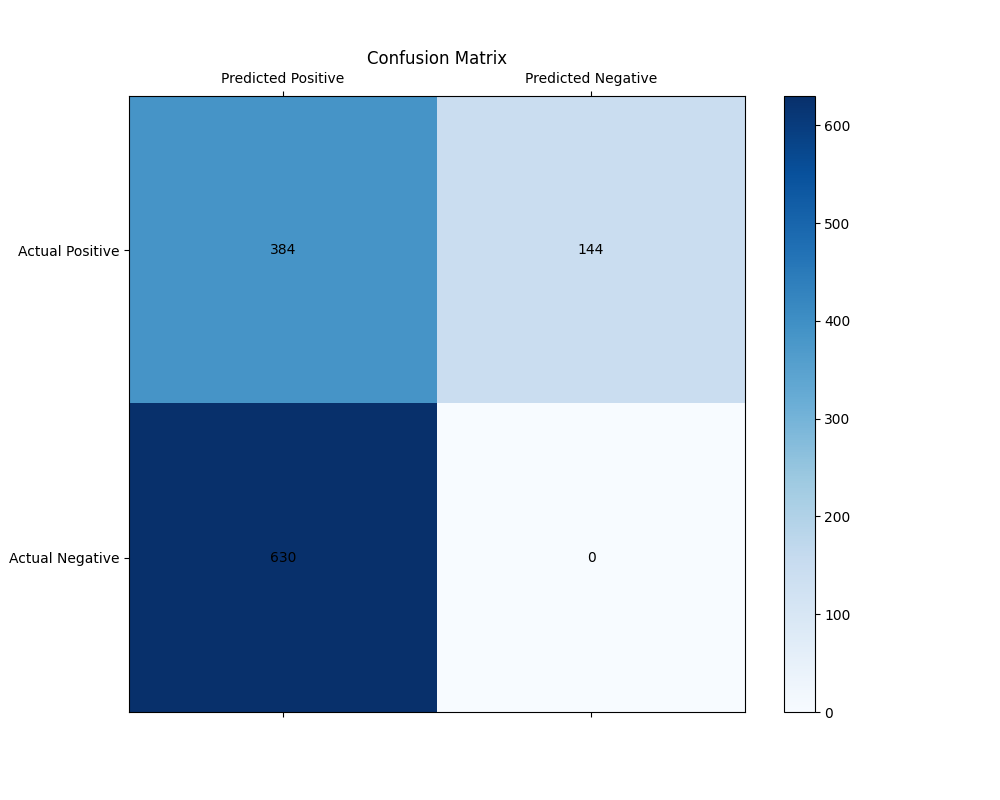 Confusion Matrix
Predicted Positive Predicted Negative
Actual Positive 384 144
Actual Negative 630 0
600
500
400
300
200
100
0